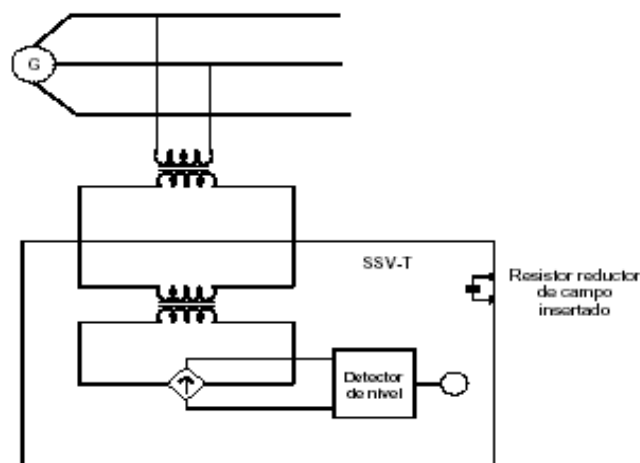 G
SSV-T
Resistor reductor
de campo
insertado
Detector
de nivel